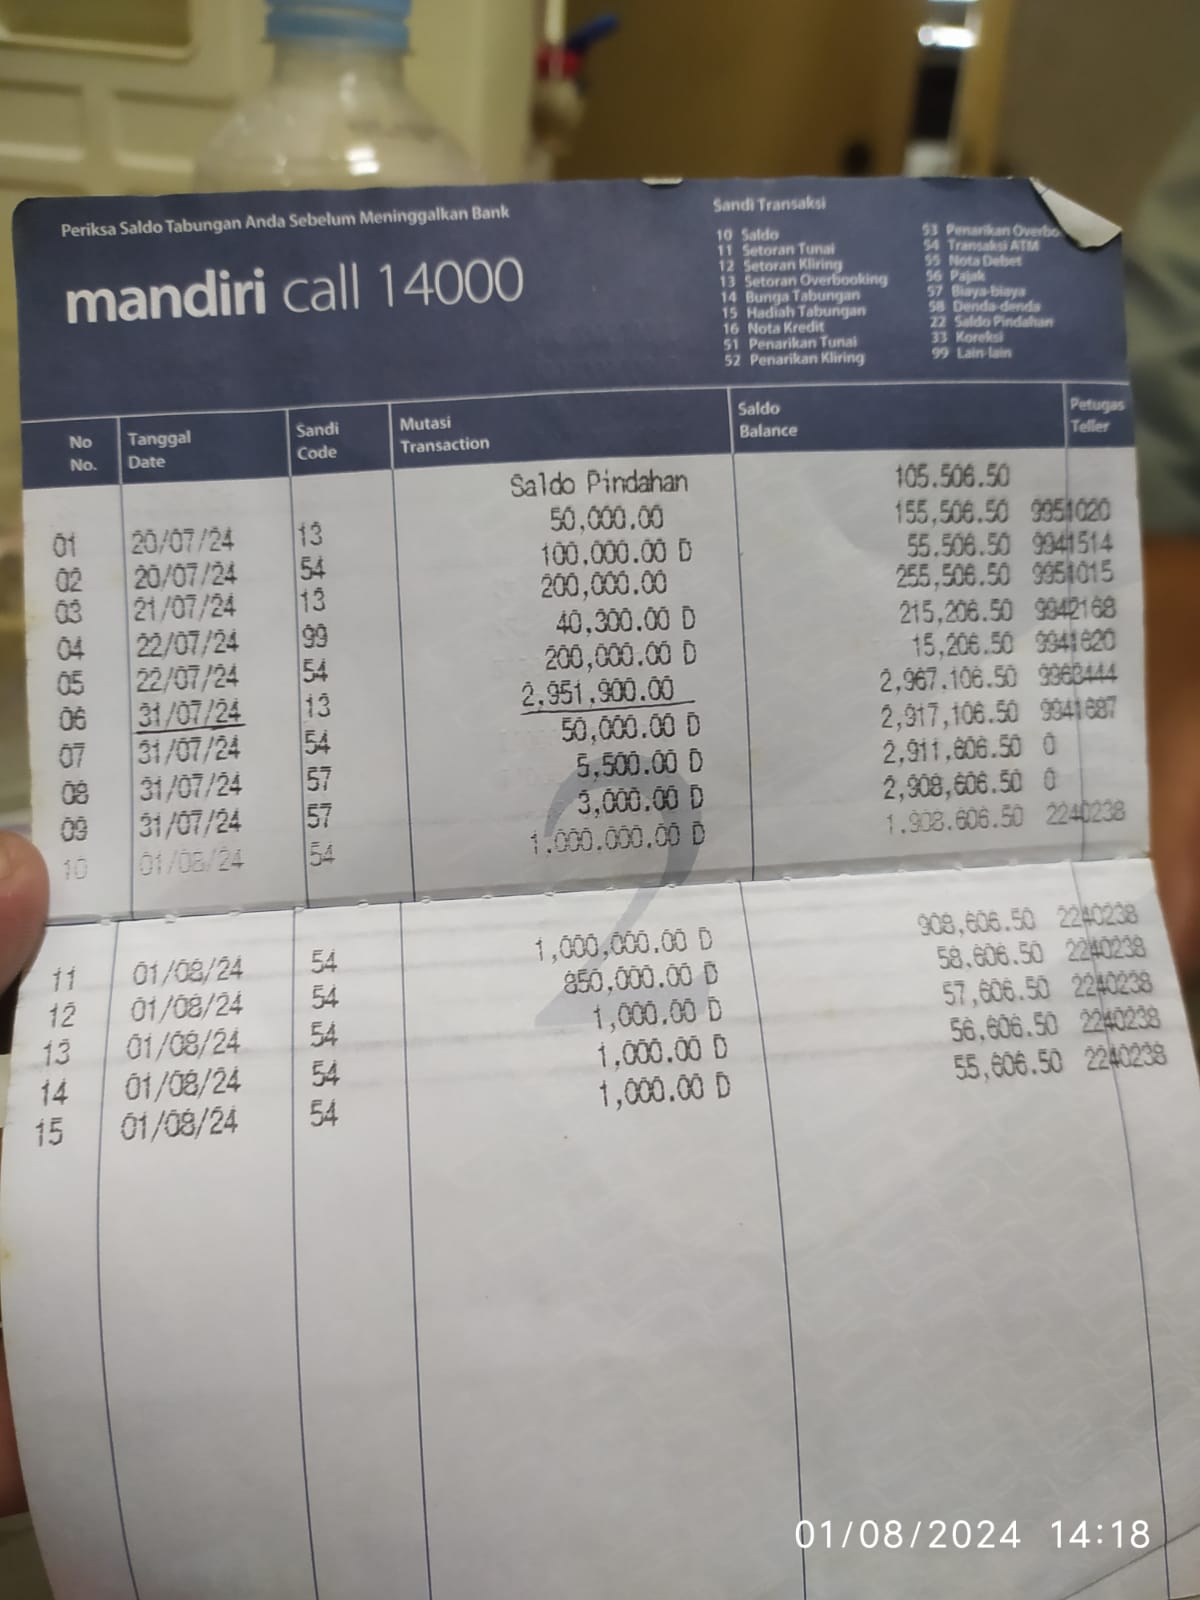 Periksa Saldo Tabungan Anda Sebelum Meninggalkan Bank
mandiri call 14000
Sandi Transaksi
10 Saldo
11 Setoran Tunai
12 Setoran Kliring
13 Setoran Overbooking
14 Bunga Tabungan
15 Hadiah Tabungan
16 Nota Kredit
51 Penarikan Tunai
52 Penarikan Kliring
53 Penarikan Overbo
54 Transaksi ATM
55 Nota Debet
56 Pajak
57 Biaya-biaya
58 Denda-denda
22 Saldo Pindahan
33 Koreksi
99 Lain-lain
No Tanggal Sandi Mutasi Saldo Petugas
No. Date Code Transaction Balance Teller
Saldo Pindahan 105.506.50
01 20/07/24 13 50,000.00 155,506.50 9951020
02 20/07/24 54 100,000.00 D 55.506.50 9941514
03 21/07/24 13 200,000.00 255,506.50 9951015
04 22/07/24 99 40,300.00 D 215,206.50 9942168
05 22/07/24 54 200,000.00 D 15,206.50 9941620
06 31/07/24 13 2,951,900.00 2,967,106.50 9963444
07 31/07/24 54 50,000.00 D 2,917,106.50 9941687
08 31/07/24 57 5,500.00 D 2,911,606.50 0
09 31/07/24 57 3,000.00 D 2,908,606.50 0
10 01/08/24 54 1.000.000.00 D 1.908.606.50 2240238
11 01/08/24 54 1,000,000.00 D 908,606.50 2240238
12 01/08/24 54 850,000.00 D 58,606.50 2240238
13 01/08/24 54 1,000.00 D 57,606.50 2240238
14 01/08/24 54 1,000.00 D 56,606.50 2240238
15 01/08/24 54 1,000.00 D 55,606.50 2240238
2
01/08/2024 14:18